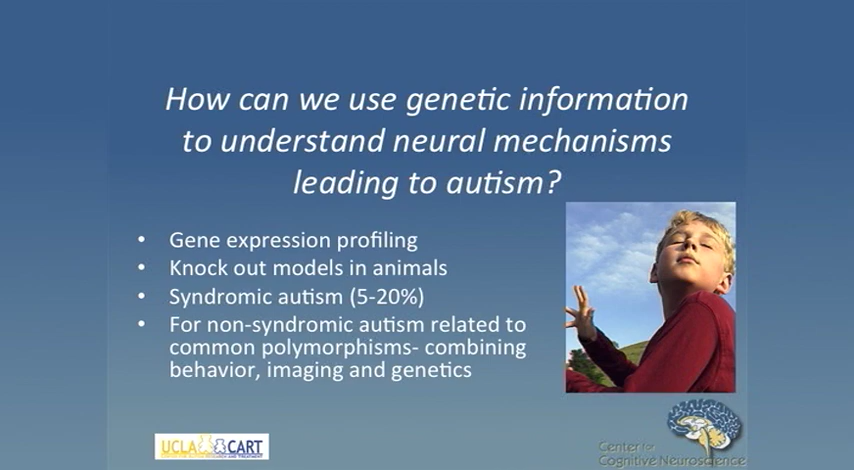 How can we use genetic information
to understand neural mechanisms
leading to autism?
• Gene expression profiling
• Knock out models in animals
• Syndromic autism (5-20%)
• For non-syndromic autism related to
common polymorphisms- combining
behavior, imaging and genetics
UCLA CART
Center for
Cognitive Neuroscience